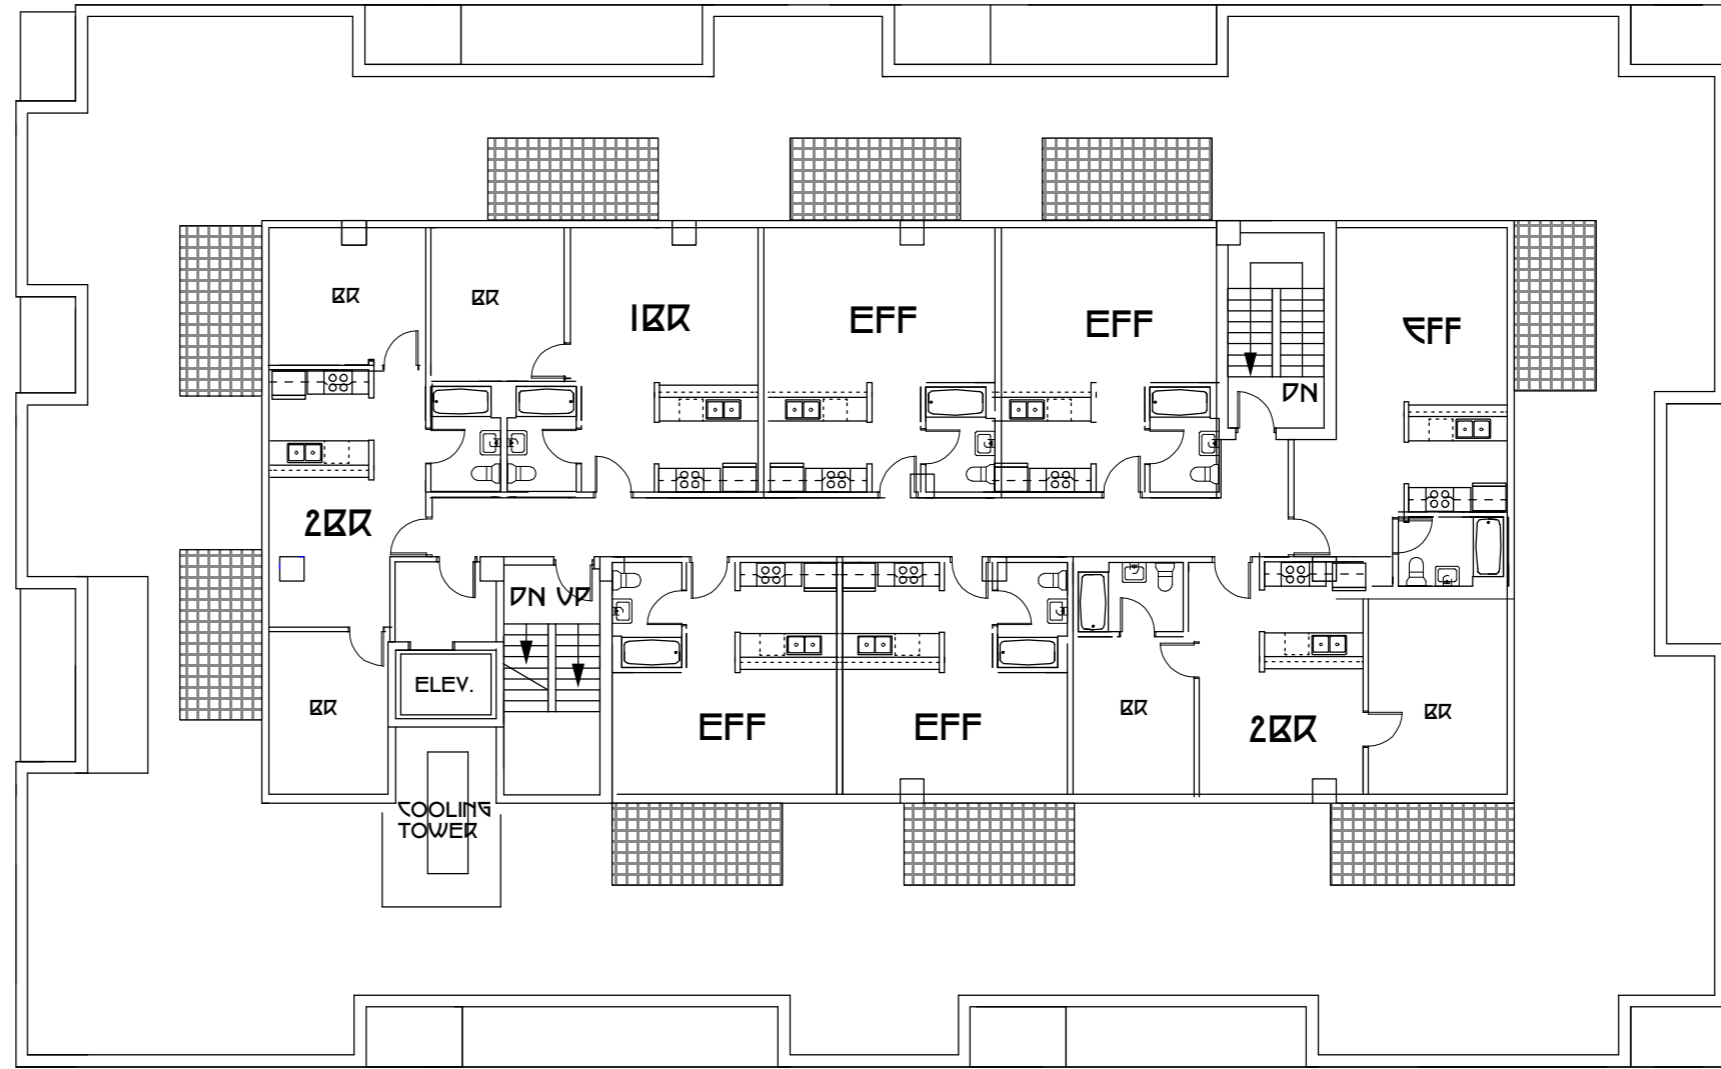 BR
BR
1BR
EFF
EFF
EFF
DN
2BR
DN UP
ELEV.
BR
EFF
EFF
BR
2BR
BR
COOLING
TOWER